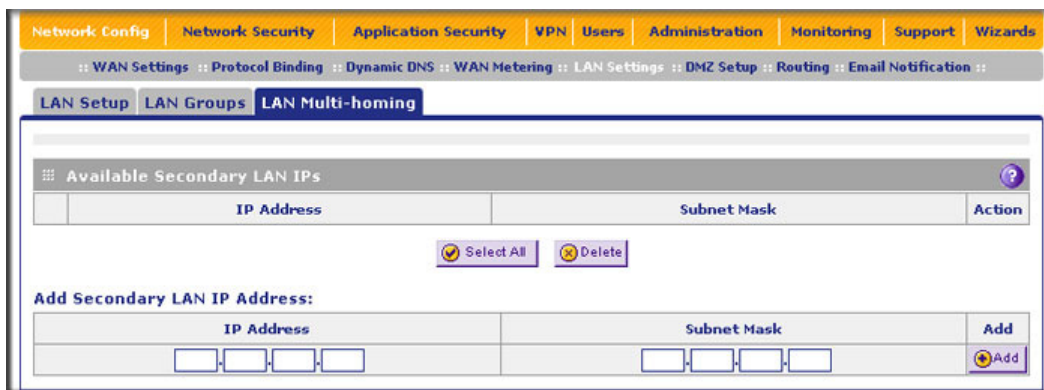 Network Config Network Security Application Security VPN Users Administration Monitoring Support Wizards
:: WAN Settings :: Protocol Binding :: Dynamic DNS :: WAN Metering :: LAN Settings :: DMZ Setup :: Routing :: Email Notification ::
LAN Setup LAN Groups LAN Multi-homing
Available Secondary LAN IPs ?
IP Address Subnet Mask Action
Select All Delete
Add Secondary LAN IP Address:
IP Address Subnet Mask Add
. . . . . . Add